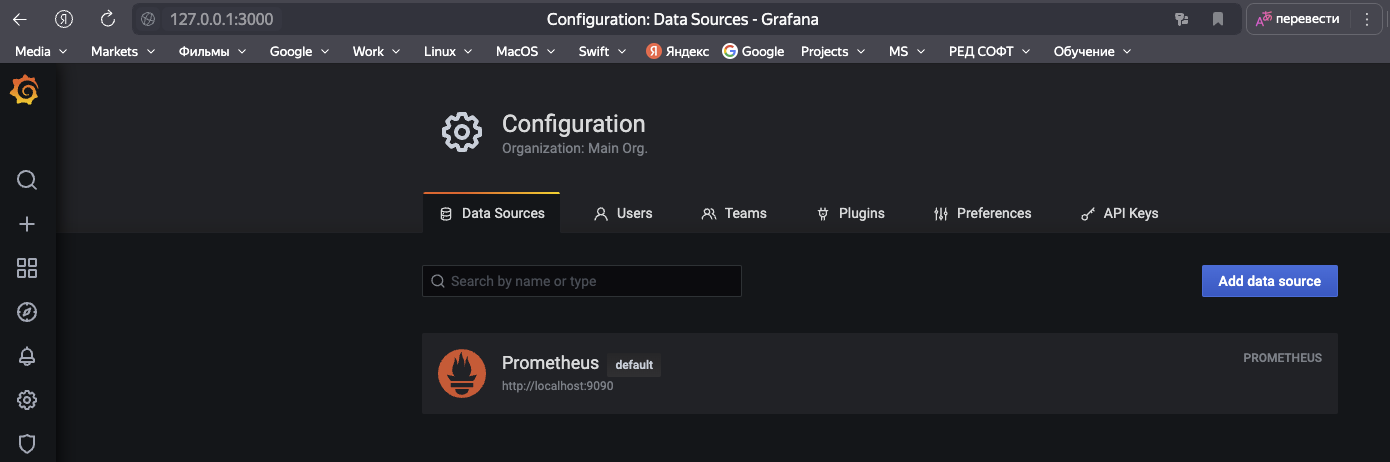 127.0.0.1:3000 Configuration: Data Sources - Grafana перевести
Media Markets Фильмы Google Work Linux MacOS Swift Яндекс Google Projects MS РЕД СОФТ Обучение
Configuration
Organization: Main Org.
Data Sources Users Teams Plugins Preferences API Keys
Search by name or type Add data source
Prometheus default PROMETHEUS
http://localhost:9090